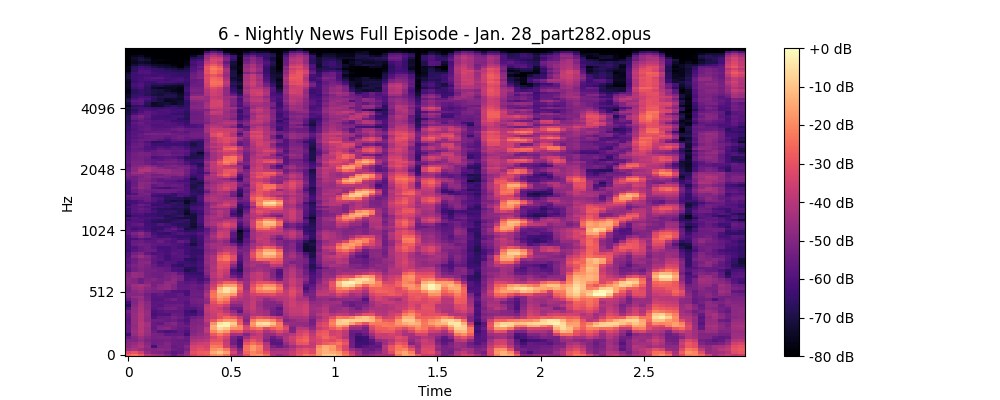 6 - Nightly News Full Episode - Jan. 28_part282.opus
+0 dB
4096
-10 dB
-20 dB
2048
-30 dB
Hz
-40 dB
1024
-50 dB
512
-60 dB
-70 dB
0
-80 dB
0 0.5 1 1.5 2 2.5
Time